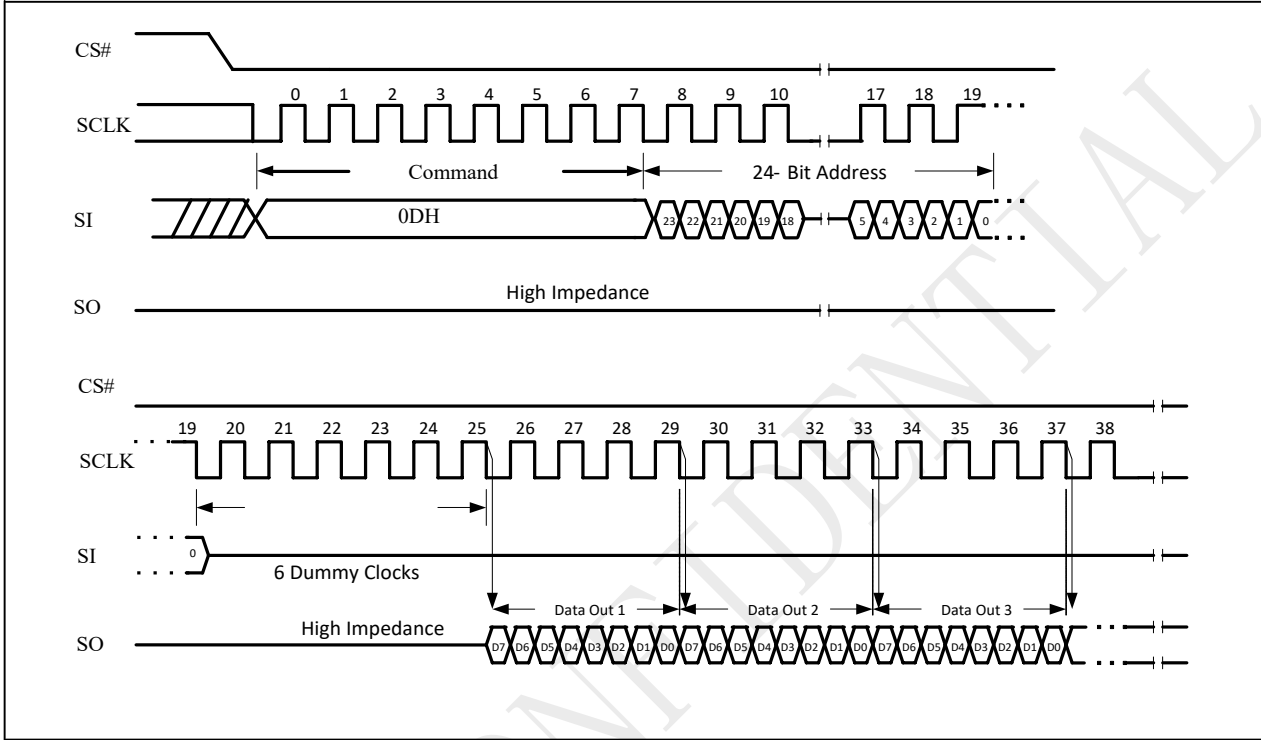 CS#
0 1 2 3 4 5 6 7 8 9 10 17 18 19
SCLK
Command 24- Bit Address
SI 0DH 23 22 21 20 19 18 5 4 3 2 1 0
High Impedance
SO
CS#
19 20 21 22 23 24 25 26 27 28 29 30 31 32 33 34 35 36 37 38
SCLK
SI 0
6 Dummy Clocks
Data Out 1 Data Out 2 Data Out 3
High Impedance
SO D7 D6 D5 D4 D3 D2 D1 D0 D7 D6 D5 D4 D3 D2 D1 D0 D7 D6 D5 D4 D3 D2 D1 D0
ONFIDENTIAL